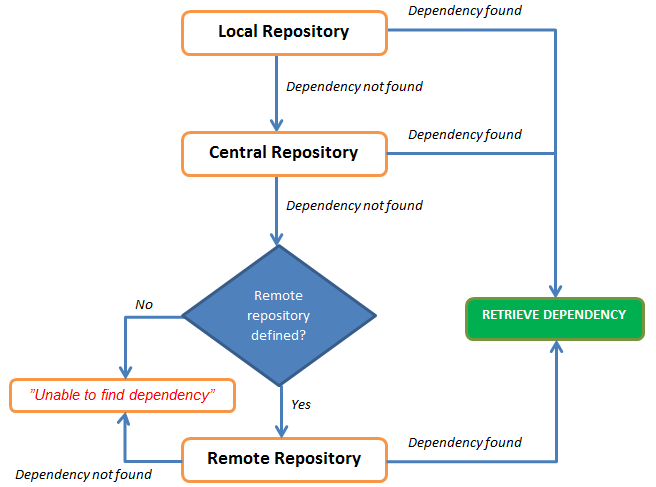 Dependency found
Local Repository
Dependency not found
Dependency found
Central Repository
Dependency not found
Remote
repository
defined?
No
RETRIEVE DEPENDENCY
"Unable to find dependency"
Yes
Dependency found
Remote Repository
Dependency not found